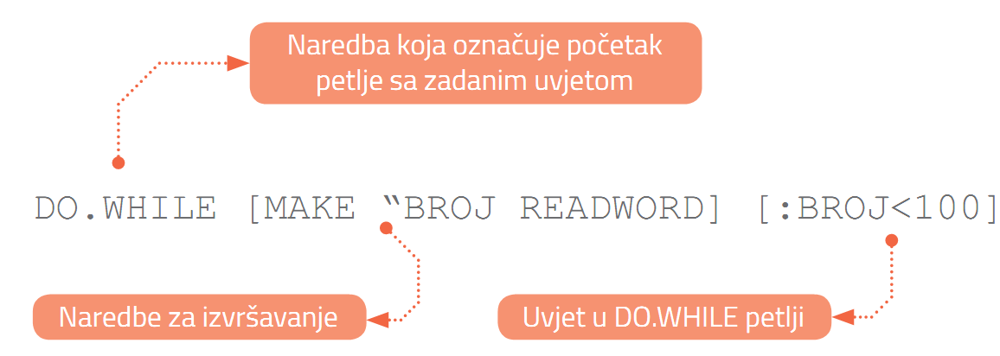 Naredba koja označuje početak
petlje sa zadanim uvjetom
DO.WHILE [MAKE “BROJ READWORD] [:BROJ<100]
Naredbe za izvršavanje
Uvjet u DO.WHILE petlji